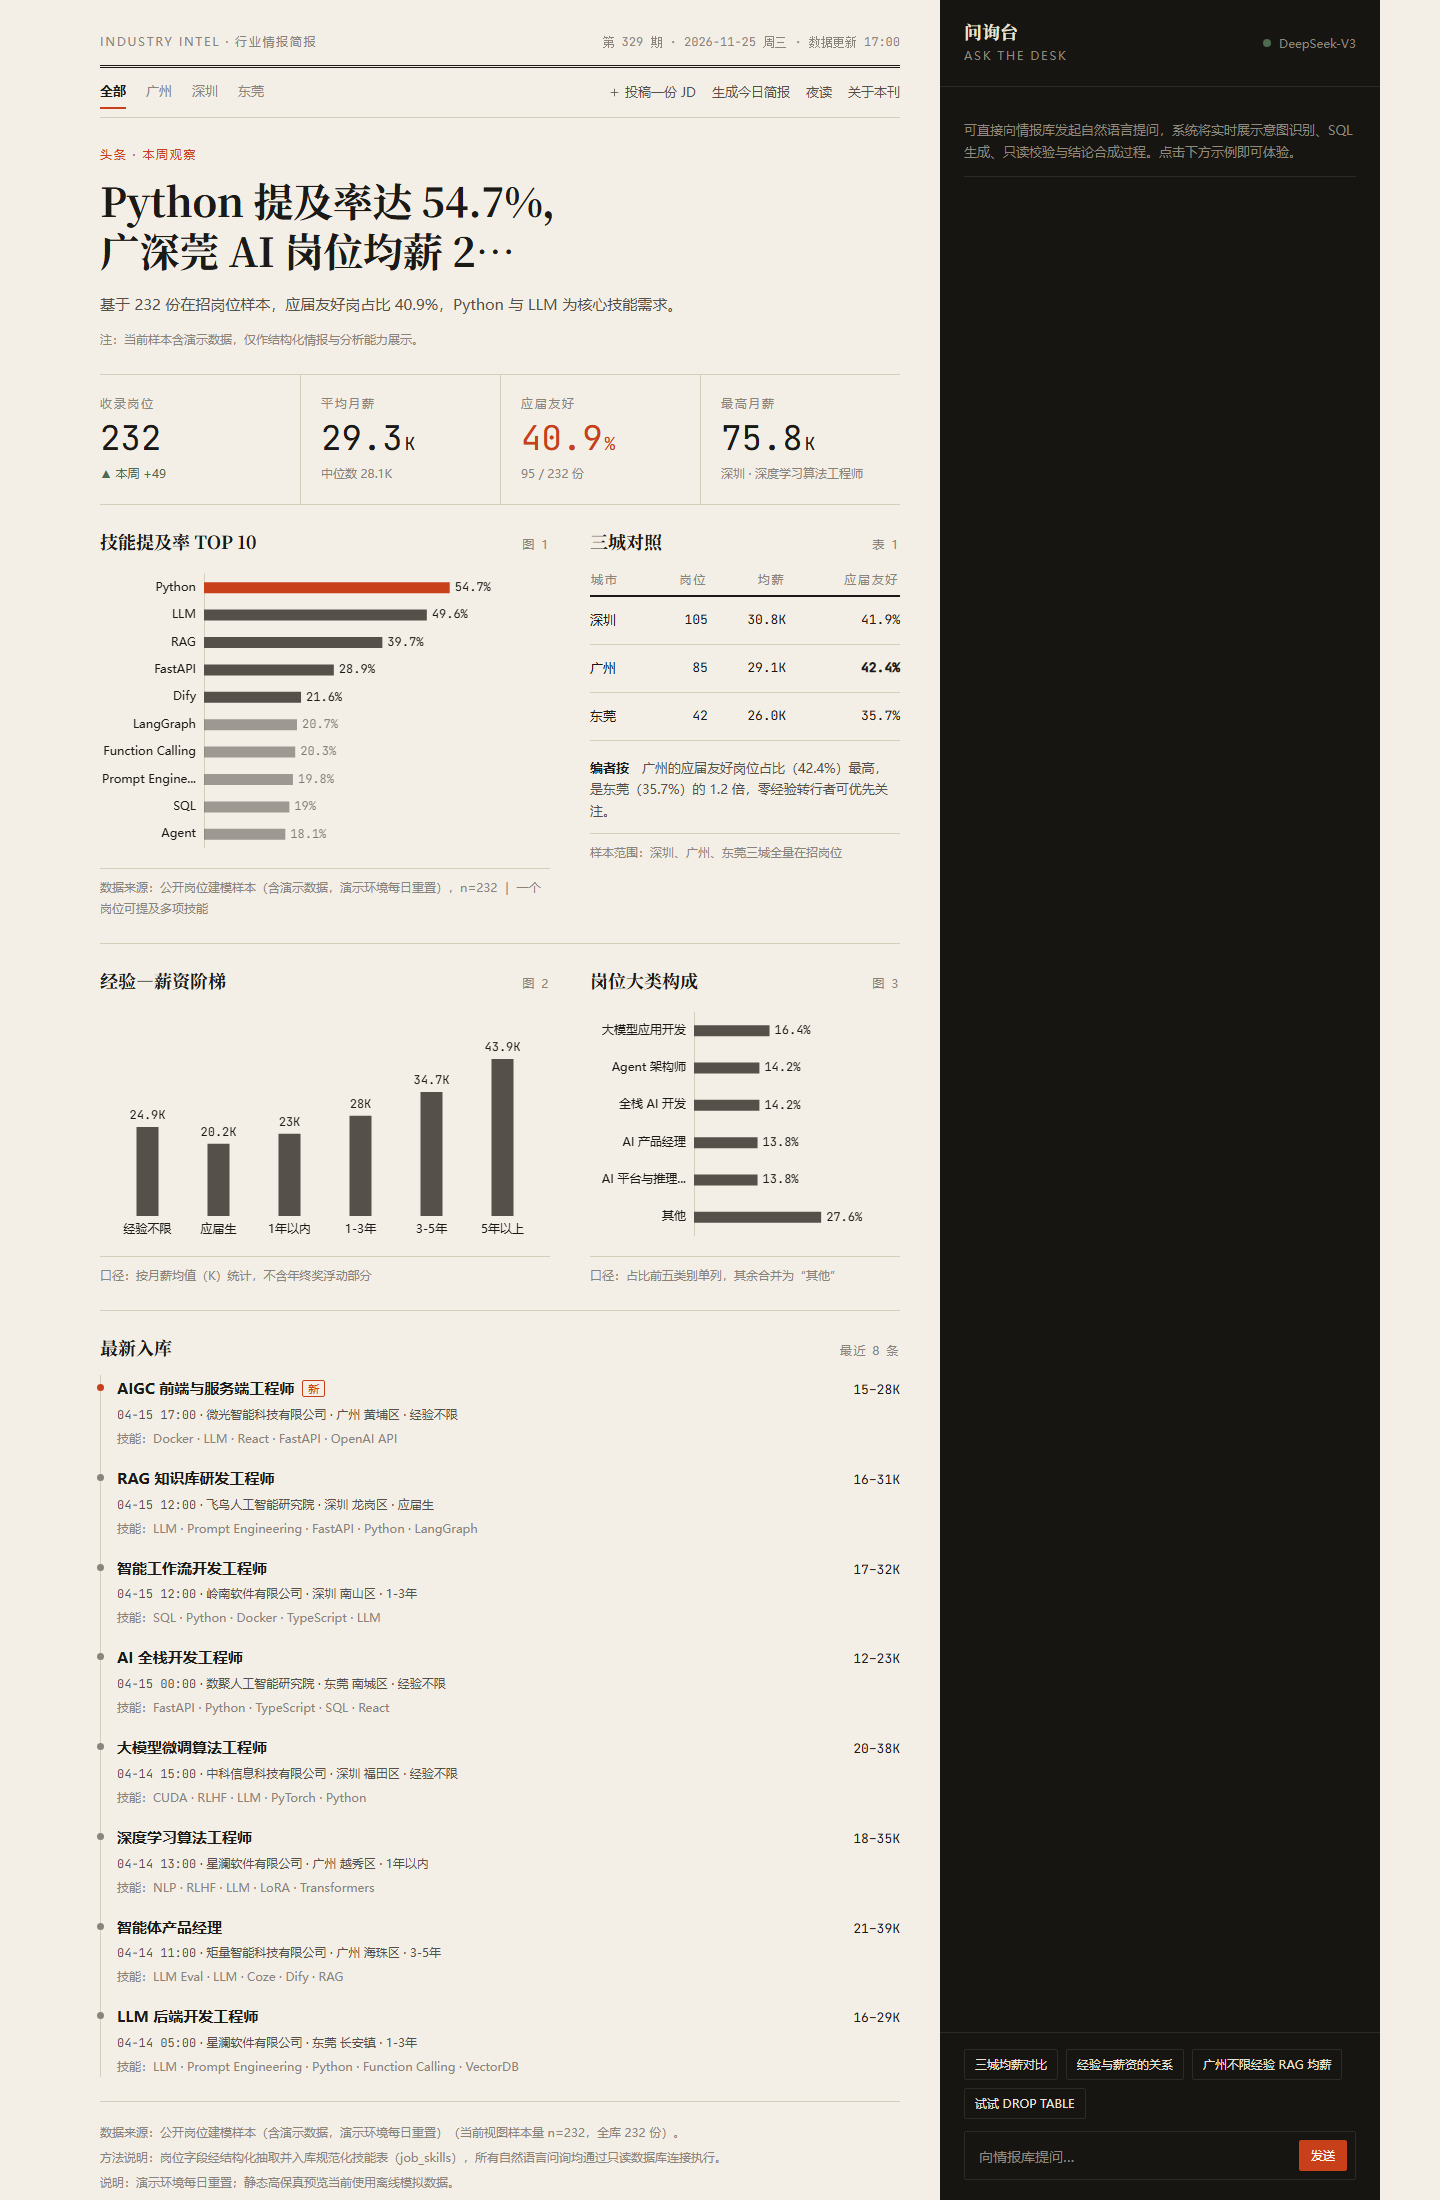 INDUSTRY INTEL · 行业情报简报
第 329 期 · 2026-11-25 周三 · 数据更新 17:00
全部 广州 深圳 东莞
+ 投稿一份 JD 生成今日简报 夜读 关于本刊
头条 · 本周观察
Python 提及率达 54.7%,
广深莞 AI 岗位均薪 2…
基于 232 份在招岗位样本，应届友好岗占比 40.9%，Python 与 LLM 为核心技能需求。
注：当前样本含演示数据，仅作结构化情报与分析能力展示。
收录岗位
232
▲ 本周 +49
平均月薪
29.3K
中位数 28.1K
应届友好
40.9%
95 / 232 份
最高月薪
75.8K
深圳 · 深度学习算法工程师
技能提及率 TOP 10
图 1
Python 54.7%
LLM 49.6%
RAG 39.7%
FastAPI 28.9%
Dify 21.6%
LangGraph 20.7%
Function Calling 20.3%
Prompt Engine... 19.8%
SQL 19%
Agent 18.1%
数据来源：公开岗位建模样本（含演示数据，演示环境每日重置），n=232 | 一个
岗位可提及多项技能
三城对照
表 1
城市 岗位 均薪 应届友好
深圳 105 30.8K 41.9%
广州 85 29.1K 42.4%
东莞 42 26.0K 35.7%
编者按 广州的应届友好岗位占比（42.4%）最高，
是东莞（35.7%）的 1.2 倍，零经验转行者可优先关
注。
样本范围：深圳、广州、东莞三城全量在招岗位
经验—薪资阶梯
图 2
24.9K
20.2K
23K
28K
34.7K
43.9K
经验不限 应届生 1年以内 1-3年 3-5年 5年以上
口径：按月薪均值（K）统计，不含年终奖浮动部分
岗位大类构成
图 3
大模型应用开发 16.4%
Agent 架构师 14.2%
全栈 AI 开发 14.2%
AI 产品经理 13.8%
AI 平台与推理... 13.8%
其他 27.6%
口径：占比前五类别单列，其余合并为“其他”
最新入库
最近 8 条
AIGC 前端与服务端工程师 新 15–28K
04-15 17:00 · 微光智能科技有限公司 · 广州 黄埔区 · 经验不限
技能：Docker · LLM · React · FastAPI · OpenAI API
RAG 知识库研发工程师 16–31K
04-15 12:00 · 飞鸟人工智能研究院 · 深圳 龙岗区 · 应届生
技能：LLM · Prompt Engineering · FastAPI · Python · LangGraph
智能工作流开发工程师 17–32K
04-15 12:00 · 岭南软件有限公司 · 深圳 南山区 · 1-3年
技能：SQL · Python · Docker · TypeScript · LLM
AI 全栈开发工程师 12–23K
04-15 00:00 · 数聚人工智能研究院 · 东莞 南城区 · 经验不限
技能：FastAPI · Python · TypeScript · SQL · React
大模型微调算法工程师 20–38K
04-14 15:00 · 中科信息科技有限公司 · 深圳 福田区 · 经验不限
技能：CUDA · RLHF · LLM · PyTorch · Python
深度学习算法工程师 18–35K
04-14 13:00 · 星澜软件有限公司 · 广州 越秀区 · 1年以内
技能：NLP · RLHF · LLM · LoRA · Transformers
智能体产品经理 21–39K
04-14 11:00 · 矩量智能科技有限公司 · 广州 海珠区 · 3-5年
技能：LLM Eval · LLM · Coze · Dify · RAG
LLM 后端开发工程师 16–29K
04-14 05:00 · 星澜软件有限公司 · 东莞 长安镇 · 1-3年
技能：LLM · Prompt Engineering · Python · Function Calling · VectorDB
数据来源：公开岗位建模样本（含演示数据，演示环境每日重置）（当前视图样本量 n=232，全库 232 份）。
方法说明：岗位字段经结构化抽取并入库规范化技能表（job_skills），所有自然语言问询均通过只读数据库连接执行。
说明：演示环境每日重置；静态高保真预览当前使用离线模拟数据。
问询台
ASK THE DESK
DeepSeek-V3
可直接向情报库发起自然语言提问，系统将实时展示意图识别、SQL
生成、只读校验与结论合成过程。点击下方示例即可体验。
三城均薪对比 经验与薪资的关系 广州不限经验 RAG 均薪
试试 DROP TABLE
向情报库提问...
发送